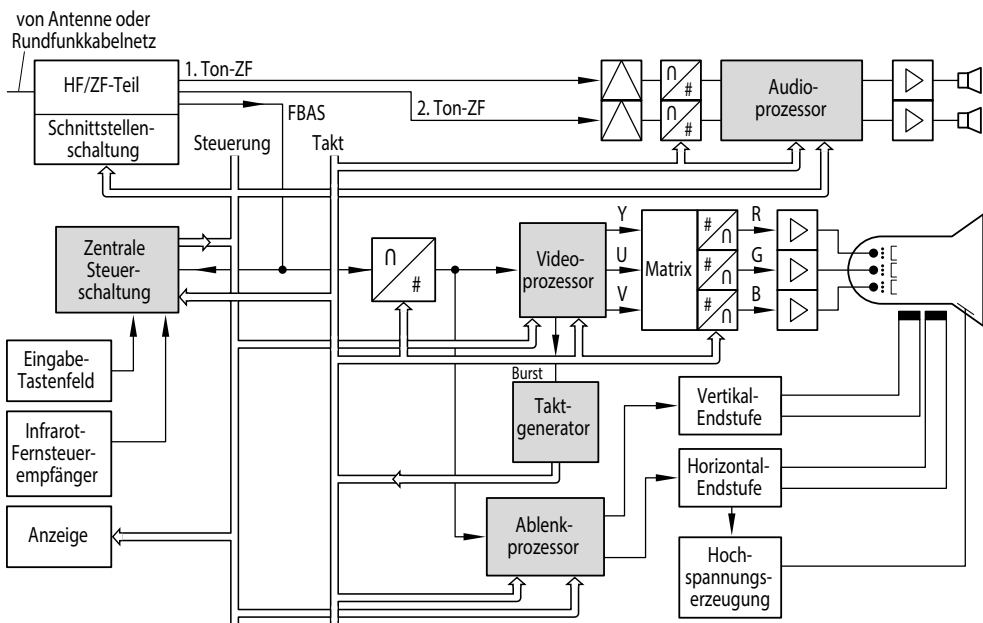 von Antenne oder
Rundfunkkabelnetz
HF/ZF-Teil
Schnittstellen-
schaltung
1. Ton-ZF
2. Ton-ZF
FBAS
Steuerung
Takt
∩
#
∩
#
Audio-
prozessor
Zentrale
Steuer-
schaltung
∩
#
Video-
prozessor
Y
U
V
Matrix
#
∩
#
∩
#
∩
R
G
B
Eingabe-
Tastenfeld
Infrarot-
Fernsteuer-
empfänger
Anzeige
Burst
Takt-
generator
Ablenk-
prozessor
Vertikal-
Endstufe
Horizontal-
Endstufe
Hoch-
spannungs-
erzeugung